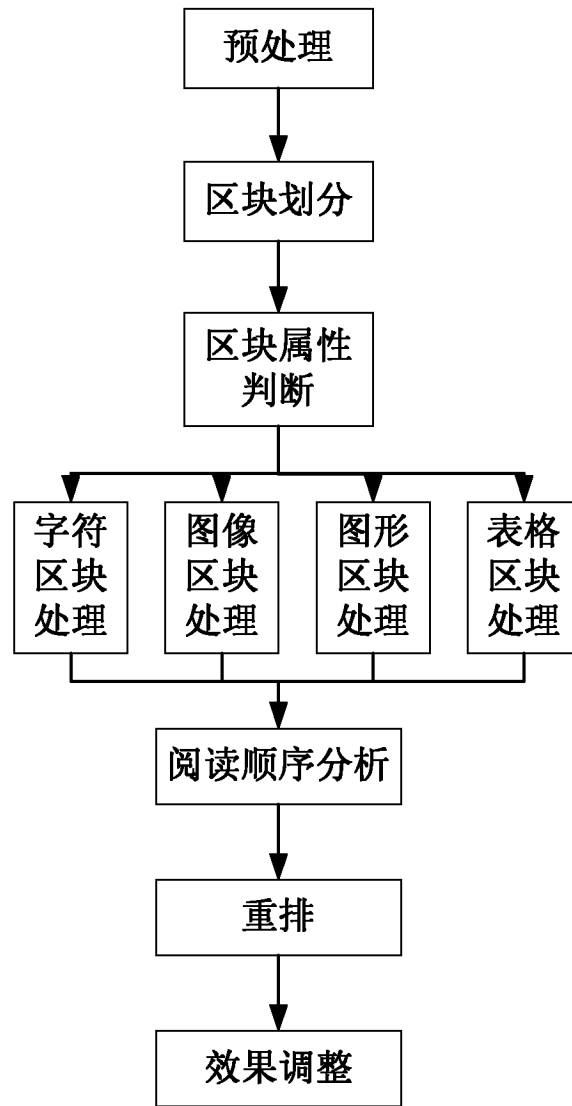 预处理
区块划分
区块属性
判断
字符
区块
处理
图像
区块
处理
图形
区块
处理
表格
区块
处理
阅读顺序分析
重排
效果调整